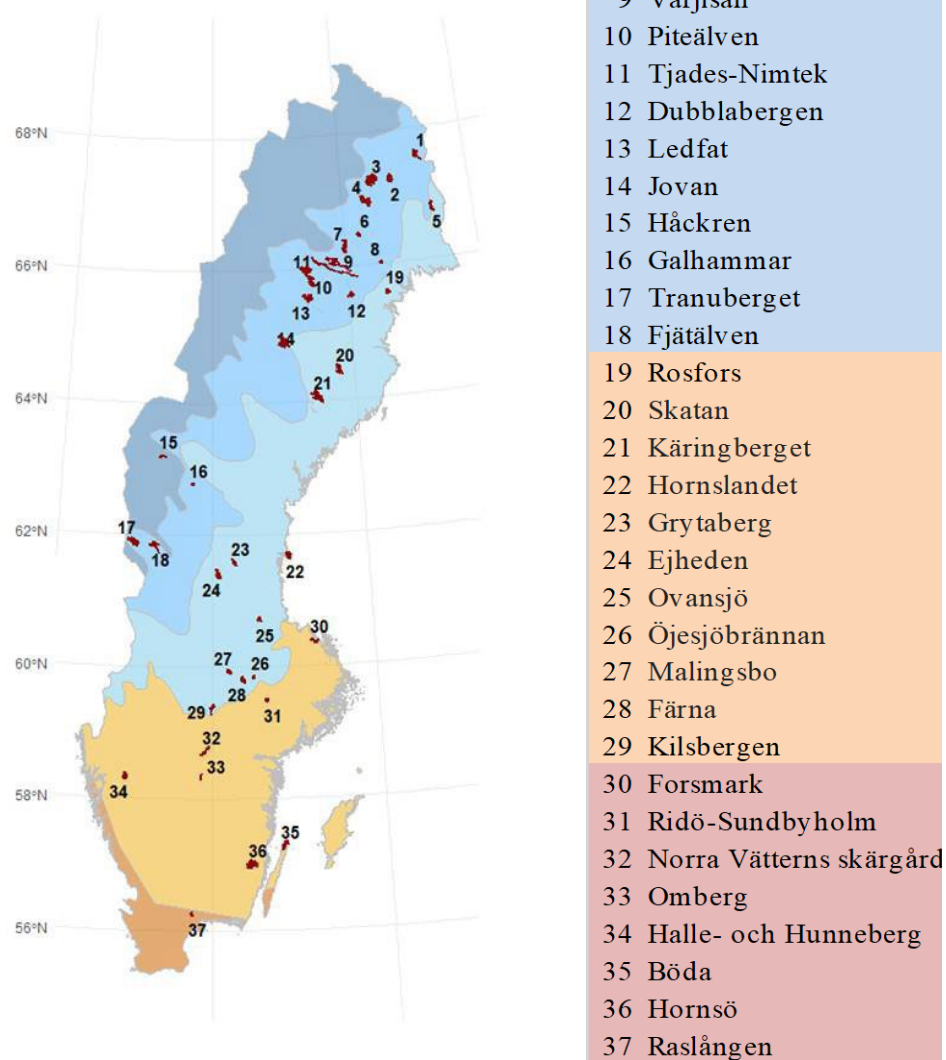 68°N
66°N
64°N
62°N
60°N
58°N
56°N
1
3
4
2
5
6
7
8
11
9
19
10
13
12
14
20
21
15
16
17
18
23
22
24
25
30
27
26
28
29
31
32
33
34
35
36
37
9 Varjisån
10 Piteälven
11 Tjades-Nimtek
12 Dubblabergen
13 Ledfat
14 Jovan
15 Håckren
16 Galhammar
17 Tranuberget
18 Fjätälven
19 Rosfors
20 Skatan
21 Käringberget
22 Hornslandet
23 Grytaberg
24 Ejheden
25 Ovansjö
26 Öjesjöbrännan
27 Malingsbo
28 Färna
29 Kilsbergen
30 Forsmark
31 Ridö-Sundbyholm
32 Norra Vätterns skärgård
33 Omberg
34 Halle- och Hunneberg
35 Böda
36 Hornsö
37 Raslången